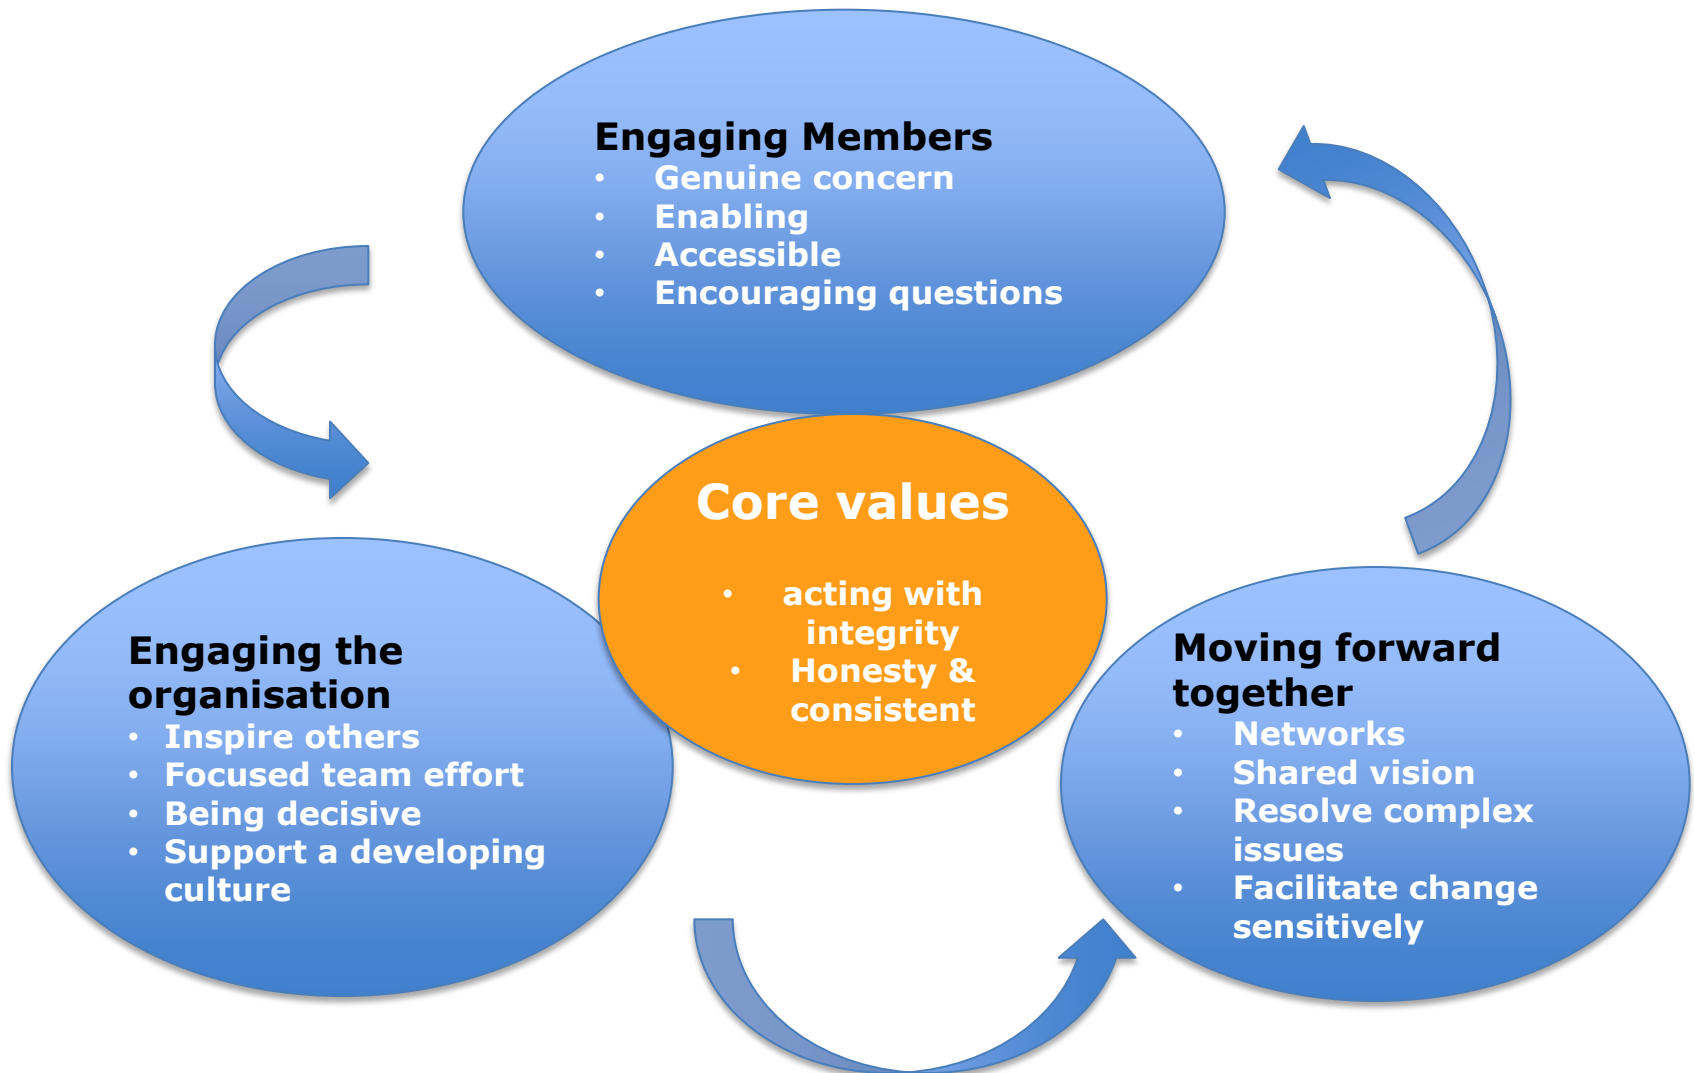 Engaging Members
• Genuine concern
• Enabling
• Accessible
• Encouraging questions
Core values
• acting with
integrity
• Honesty &
consistent
Engaging the
organisation
• Inspire others
• Focused team effort
• Being decisive
• Support a developing
culture
Moving forward
together
• Networks
• Shared vision
• Resolve complex
issues
• Facilitate change
sensitively